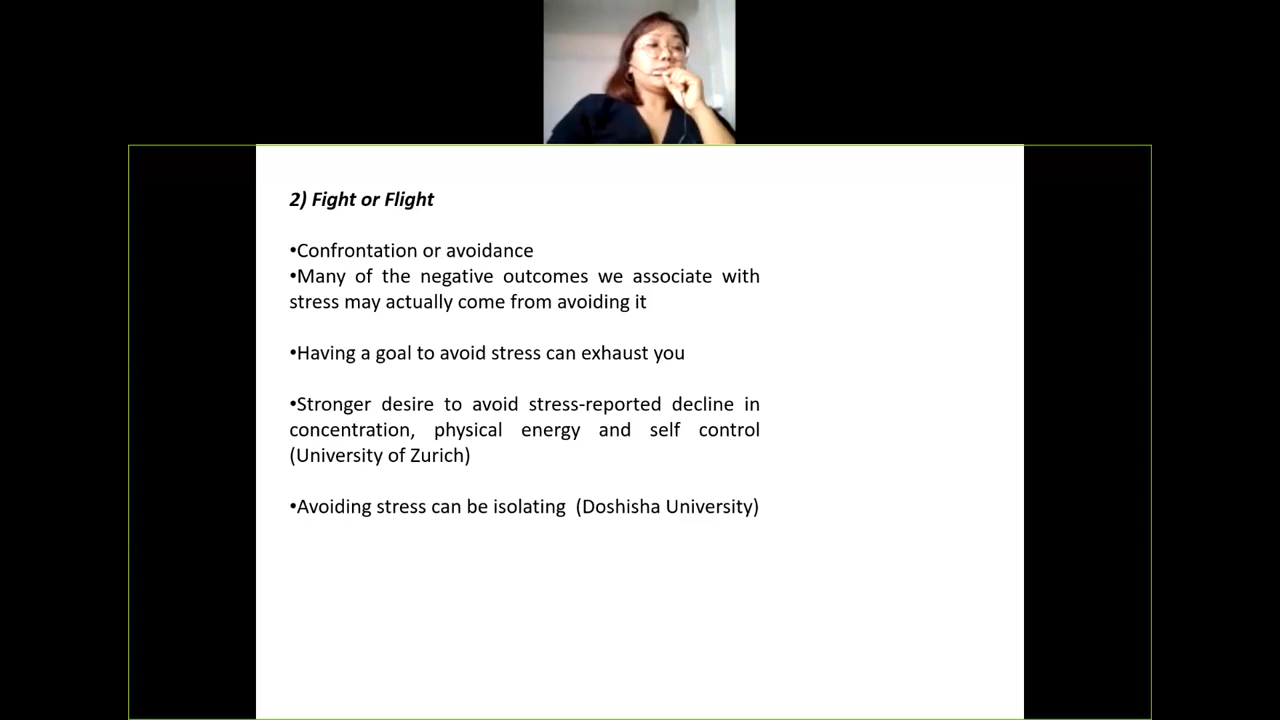 2) Fight or Flight
•Confrontation or avoidance
•Many of the negative outcomes we associate with
stress may actually come from avoiding it
•Having a goal to avoid stress can exhaust you
•Stronger desire to avoid stress-reported decline in
concentration, physical energy and self control
(University of Zurich)
•Avoiding stress can be isolating  (Doshisha University)